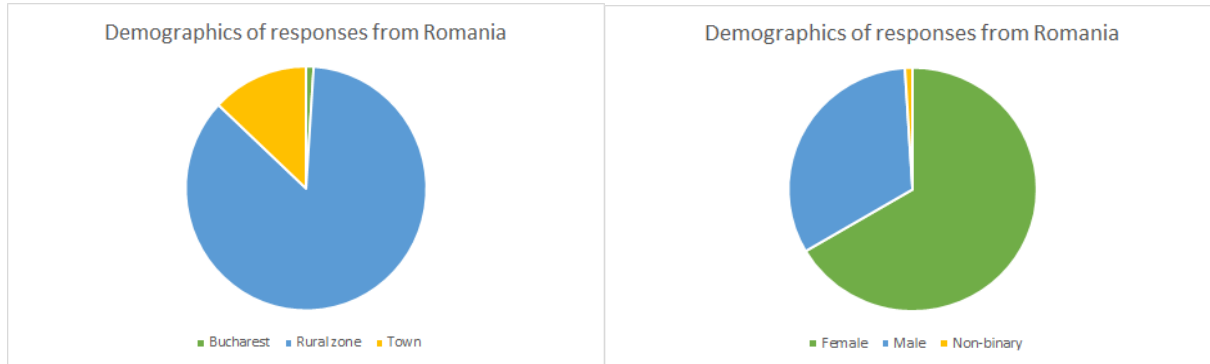 Demographics of responses from Romania
Bucharest Rural zone Town
Demographics of responses from Romania
Female Male Non-binary